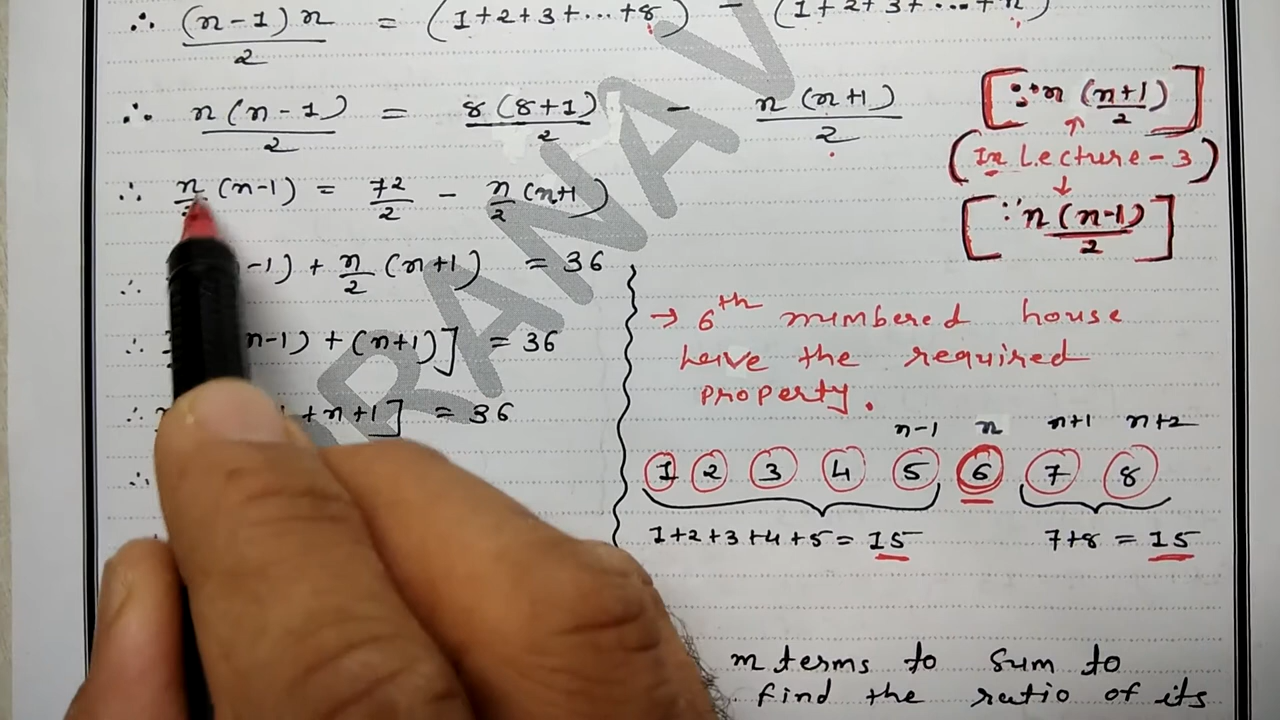 ∴ (n-1) n / 2 = (1+2+3+...+8) - (1+2+3+...+n)
∴ n (n-1) / 2 = 8 (8+1) / 2 - n (n+1) / 2
∴ n/2 (n-1) = 72/2 - n/2 (n+1)
∴ -1) + n/2 (n+1) = 36
∴ n-1) + (n+1)] = 36
∴ + n+1] = 36
∴
[∵ n (n+1)/2]
(In Lecture-3)
[∵ n (n-1)/2]
→ 6th numbered house
have the required
property.
n-1 n n+1 n+2
1 2 3 4 5 6 7 8
1+2+3+4+5 = 15 7+8 = 15
m terms to sum to
find the ratio of its
RANAV